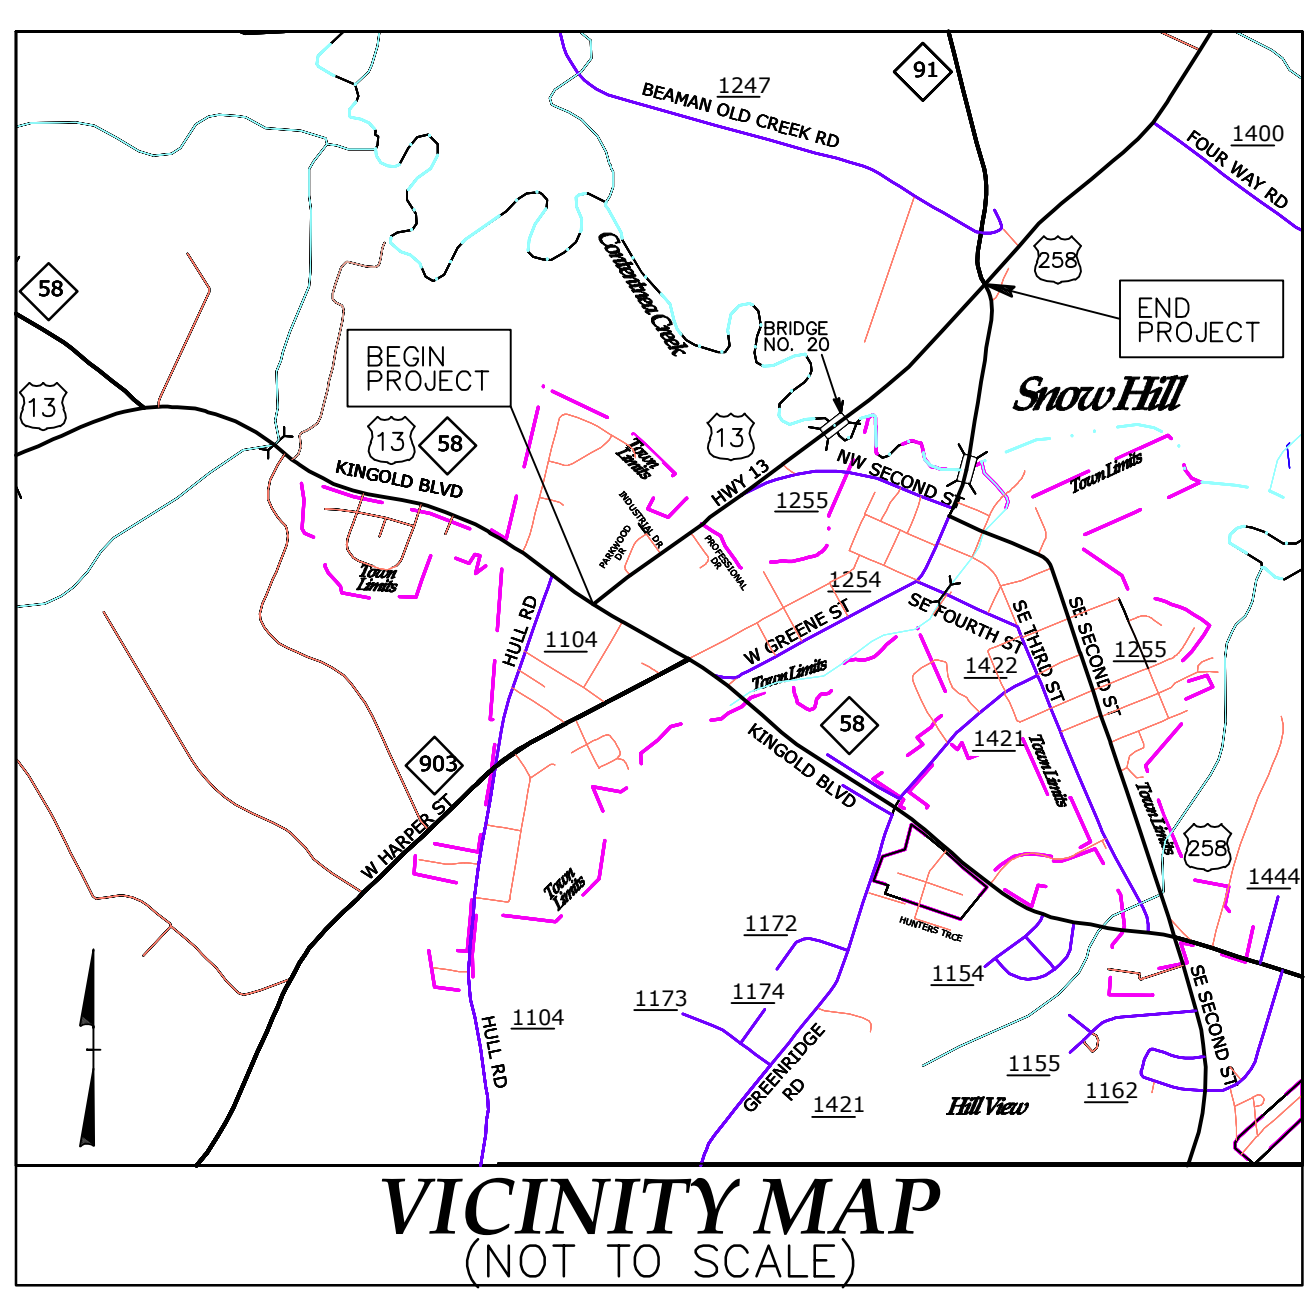 1247
BEAMAN OLD CREEK RD
91
1400
FOUR WAY RD
258
Contentnea Creek
58
END
PROJECT
BRIDGE
NO. 20
BEGIN
PROJECT
Snow Hill
13
13
58
13
Town
Limits
Town Limits
KINGOLD BLVD
HWY 13
NW SECOND ST
1255
INDUSTRIAL DR
PARKWOOD
DR
PROFESSIONAL
DR
Town
Limits
1254
HULL RD
1104
W GREENE ST
SE FOURTH ST
SE THIRD ST
SE SECOND ST
1255
Town Limits
1422
58
1421
KINGOLD BLVD
Town Limits
903
W HARPER ST
Town Limits
258
Town
Limits
1444
HUNTERS TRCE
1172
1154
1174
1173
SE SECOND ST
1104
HULL RD
GREENRIDGE
RD
1155
1162
1421
Hill View
VICINITY MAP
(NOT TO SCALE)